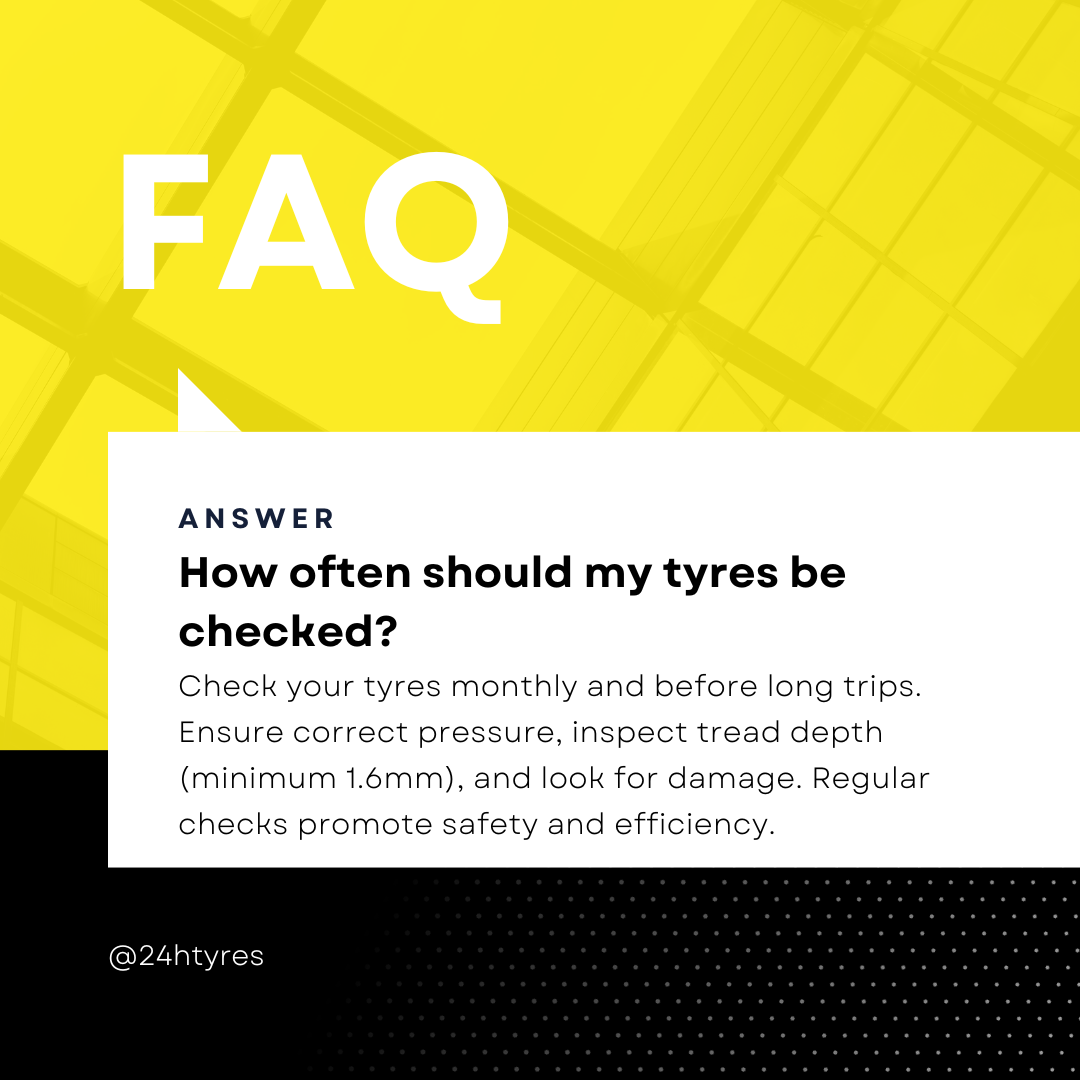 FAQ
ANSWER
How often should my tyres be
checked?
Check your tyres monthly and before long trips.
Ensure correct pressure, inspect tread depth
(minimum 1.6mm), and look for damage. Regular
checks promote safety and efficiency.
@24htyres